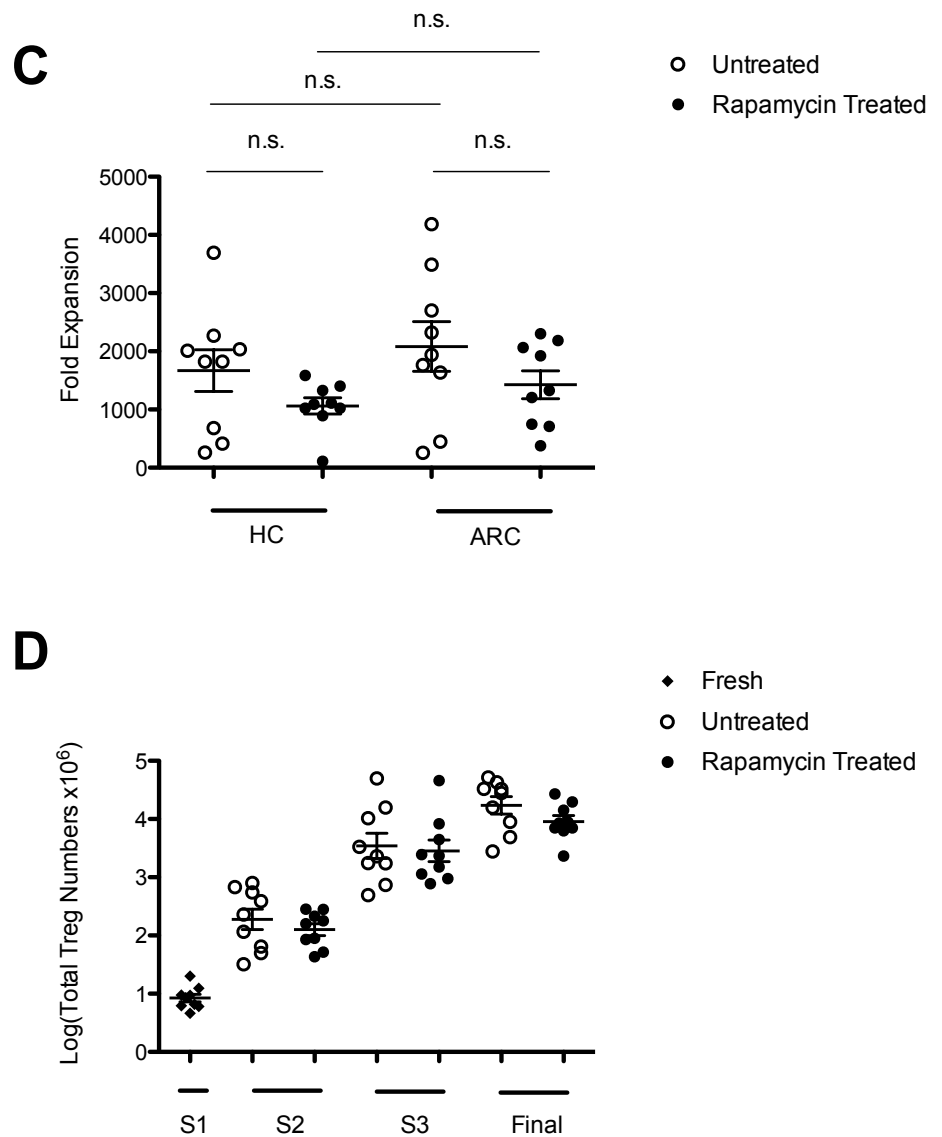 C
n.s.
n.s.
n.s.
n.s.
Untreated
Rapamycin Treated
Fold Expansion
5000
4000
3000
2000
1000
0
HC
ARC
D
Fresh
Untreated
Rapamycin Treated
Log(Total Treg Numbers x10⁶)
5
4
3
2
1
0
S1
S2
S3
Final